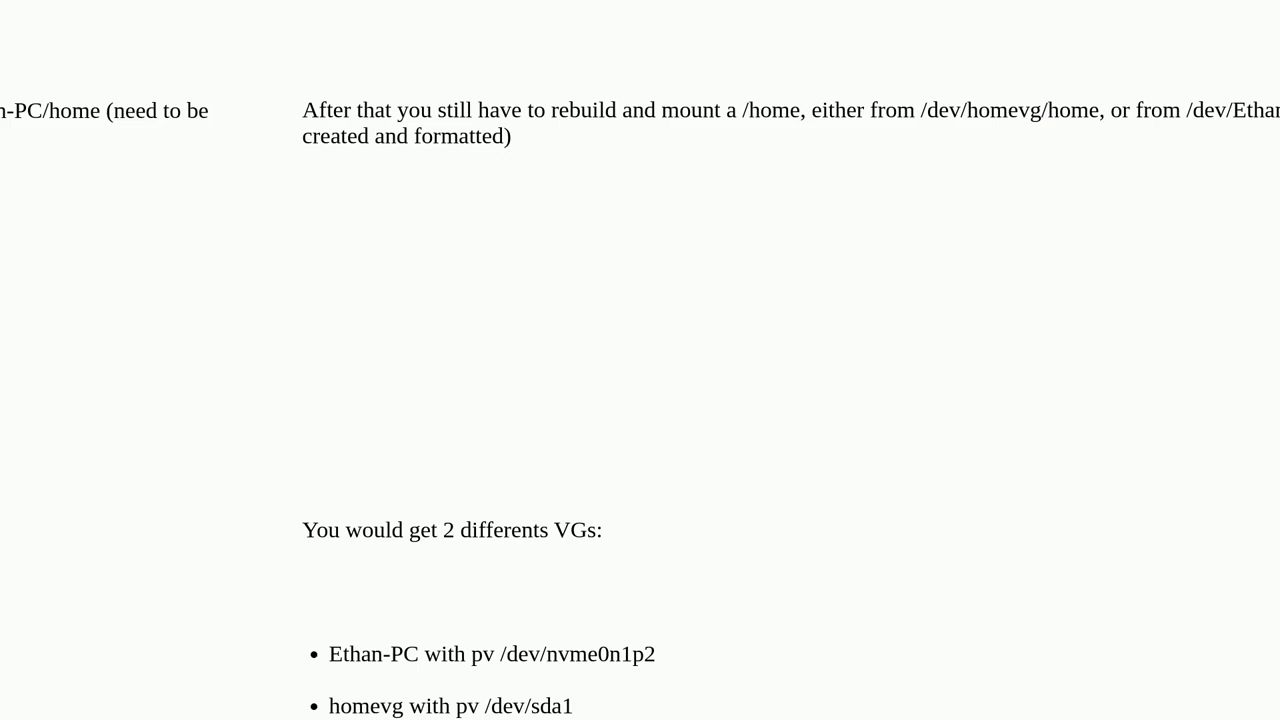 n-PC/home (need to be
After that you still have to rebuild and mount a /home, either from /dev/homevg/home, or from /dev/Ethan
created and formatted)
You would get 2 differents VGs:
• Ethan-PC with pv /dev/nvme0n1p2
• homevg with pv /dev/sda1